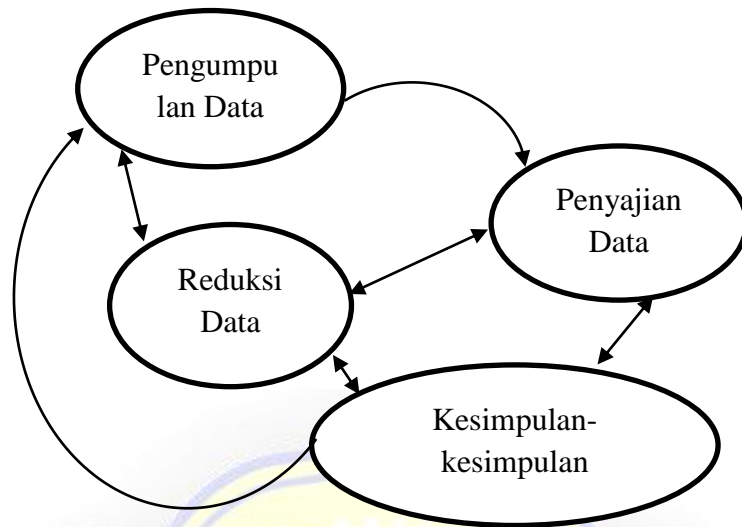 Pengumpu
lan Data
Penyajian
Data
Reduksi
Data
Kesimpulan-
kesimpulan